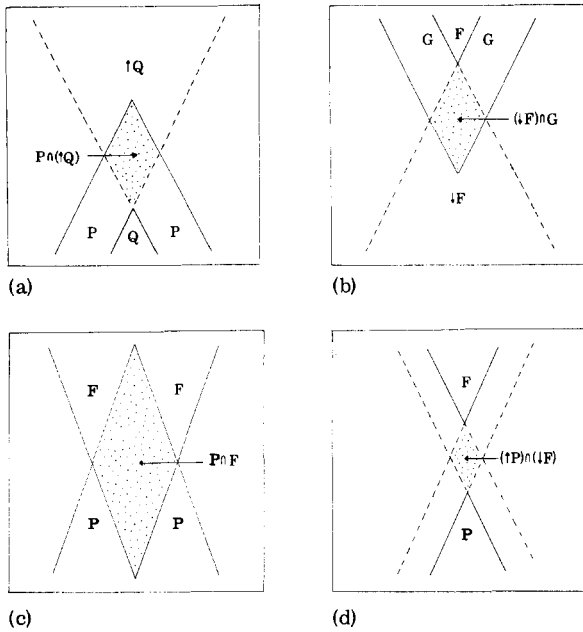 ↑Q
P∩(↑Q)
P Q P
(a)
G F G
(↓F)∩G
↓F
(b)
F F
P∩F
P P
(c)
F
(↑P)∩(↓F)
P
(d)